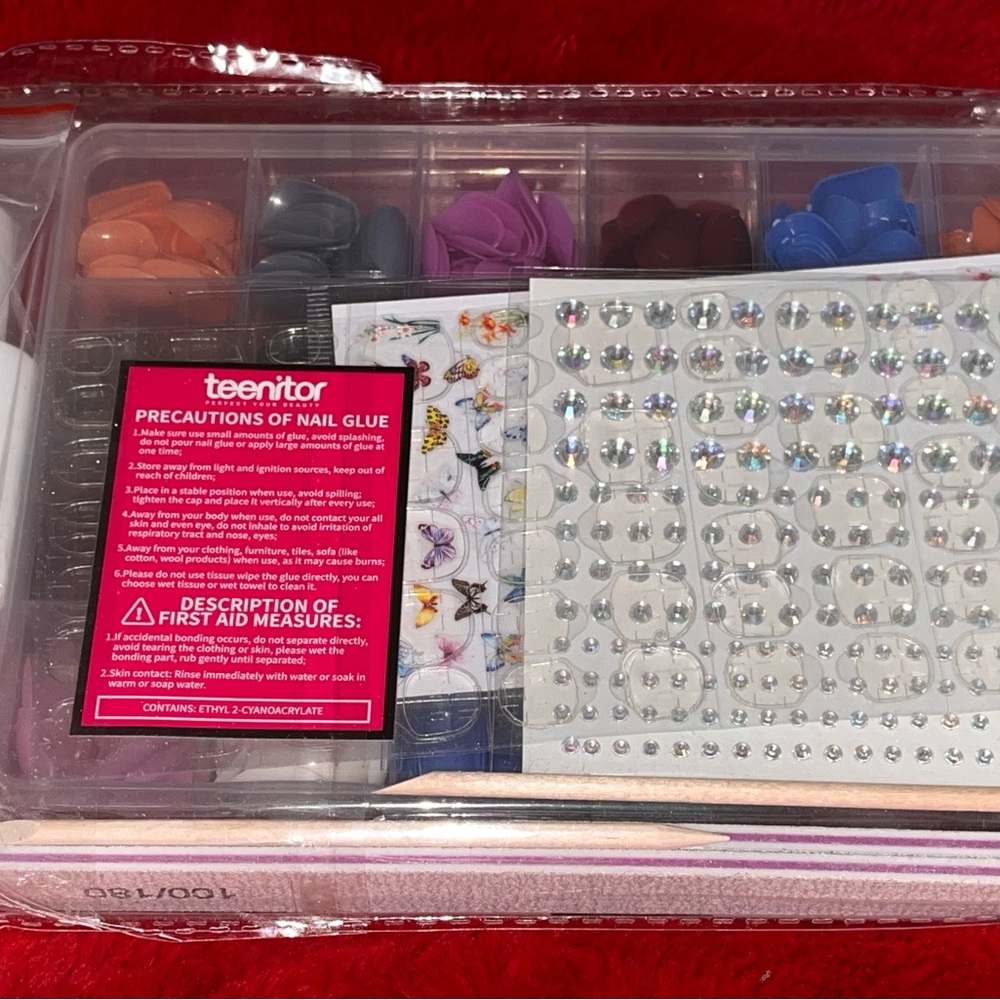 teenitor
PERFECT YOUR BEAUTY
PRECAUTIONS OF NAIL GLUE
1.Make sure use small amounts of glue, avoid splashing,
do not pour nail glue or apply large amounts of glue at
one time;
2.Store away from light and ignition sources, keep out of
reach of children;
3.Place in a stable position when use, avoid spilling;
tighten the cap and place it vertically after every use;
4.Away from your body when use, do not contact your all
skin and even eye, do not inhale to avoid irritation of
respiratory tract and nose, eyes;
5.Away from your clothing, furniture, tiles, sofa (like
cotton, wool products) when use, as it may cause burns;
6.Please do not use tissue wipe the glue directly, you can
choose wet tissue or wet towel to clean it.
DESCRIPTION OF
FIRST AID MEASURES:
1.If accidental bonding occurs, do not separate directly,
avoid tearing the clothing or skin, please wet the
bonding part, rub gently until separated;
2.Skin contact: Rinse immediately with water or soak in
warm or soap water.
CONTAINS: ETHYL 2-CYANOACRYLATE
100/180